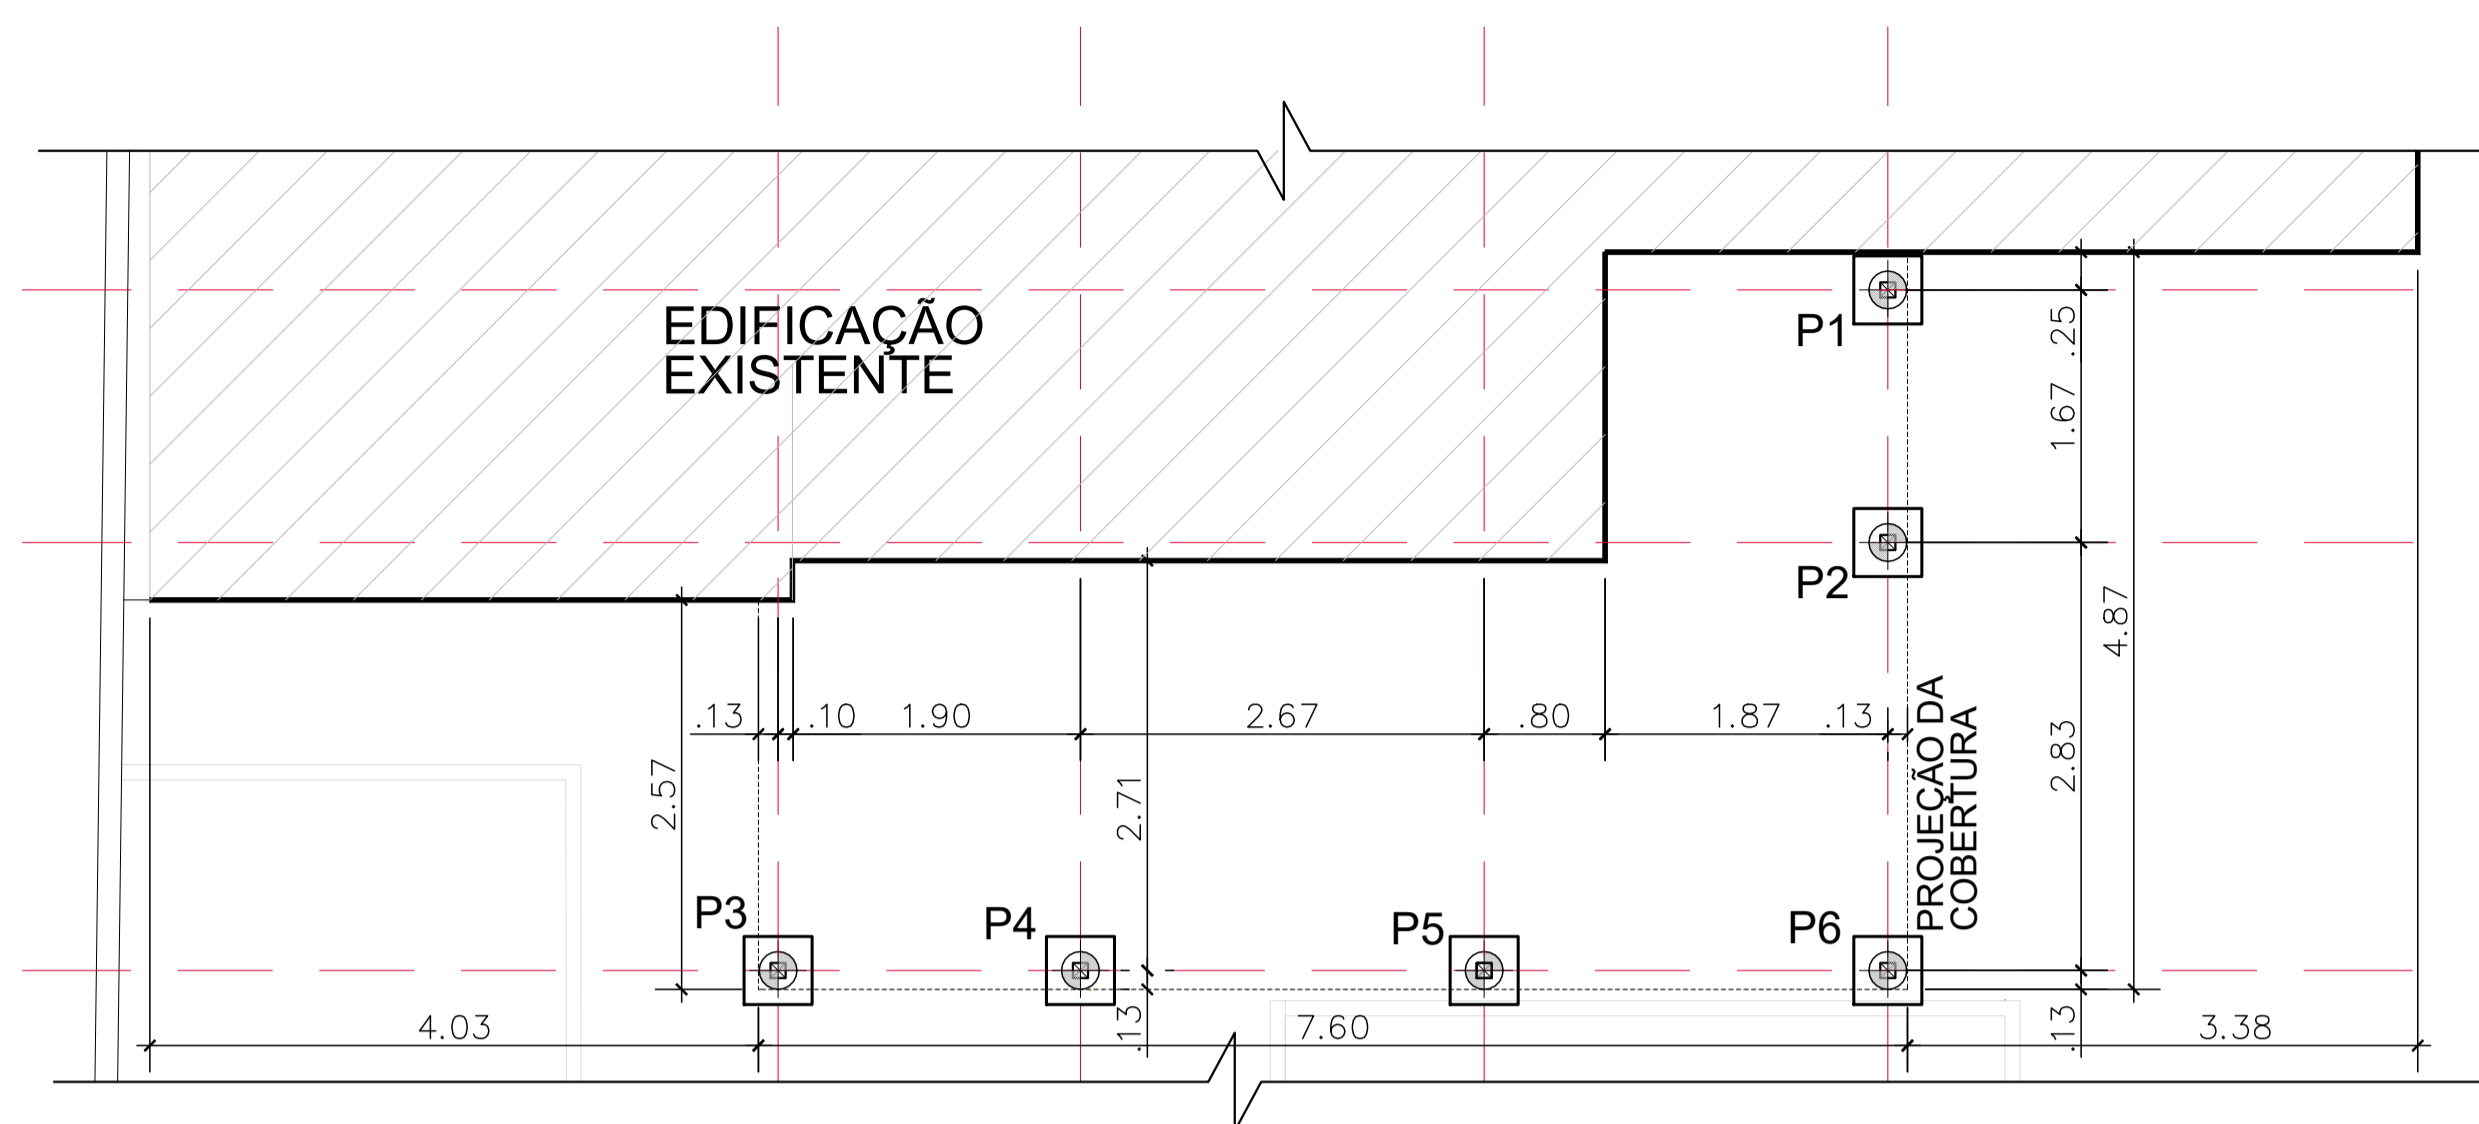 EDIFICAÇÃO
EXISTENTE
P1
.25
1.67
P2
4.87
PROJEÇÃO DA
COBERTURA
.13
.10
1.90
2.67
.80
1.87
.13
2.83
2.57
2.71
P3
P4
P5
P6
4.03
.13
7.60
.13
3.38